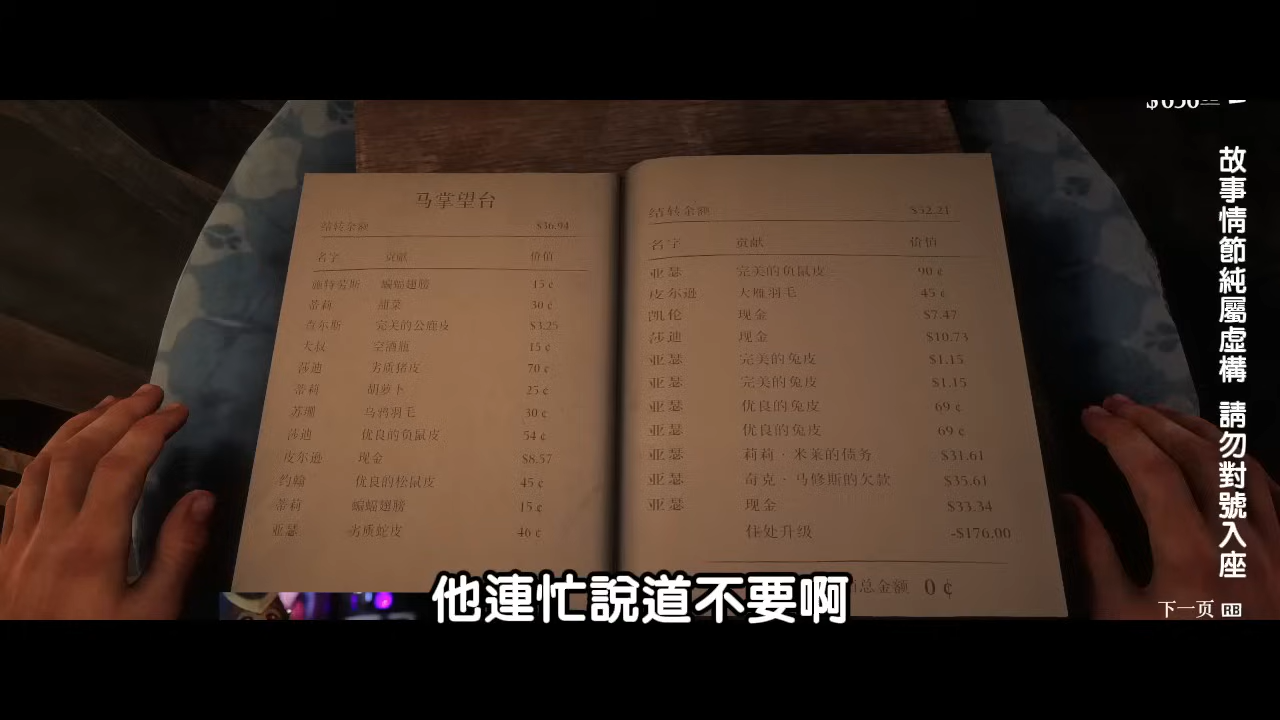 马掌望台
结转余额 $36.94
名字 贡献 价值
施特劳斯 蝙蝠翅膀 15 ¢
蒂莉 甜菜 30 ¢
查尔斯 完美的公鹿皮 $3.25
大叔 空酒瓶 15 ¢
莎迪 劣质猪皮 70 ¢
蒂莉 胡萝卜 25 ¢
苏珊 乌鸦羽毛 30 ¢
莎迪 优良的负鼠皮 54 ¢
皮尔逊 现金 $8.57
约翰 优良的松鼠皮 45 ¢
蒂莉 蝙蝠翅膀 15 ¢
亚瑟 劣质蛇皮 46 ¢
结转余额 $52.21
名字 贡献 价值
亚瑟 完美的负鼠皮 90 ¢
皮尔逊 大雁羽毛 45 ¢
凯伦 现金 $7.47
莎迪 现金 $10.73
亚瑟 完美的兔皮 $1.15
亚瑟 完美的兔皮 $1.15
亚瑟 优良的兔皮 69 ¢
亚瑟 优良的兔皮 69 ¢
亚瑟 莉莉·米莱的债务 $31.61
亚瑟 奇克·马修斯的欠款 $35.61
亚瑟 现金 $33.34
住处升级 -$176.00
总金额 0 ¢
故事情節純屬虛構 請勿對號入座
下一页 RB
他連忙說道不要啊